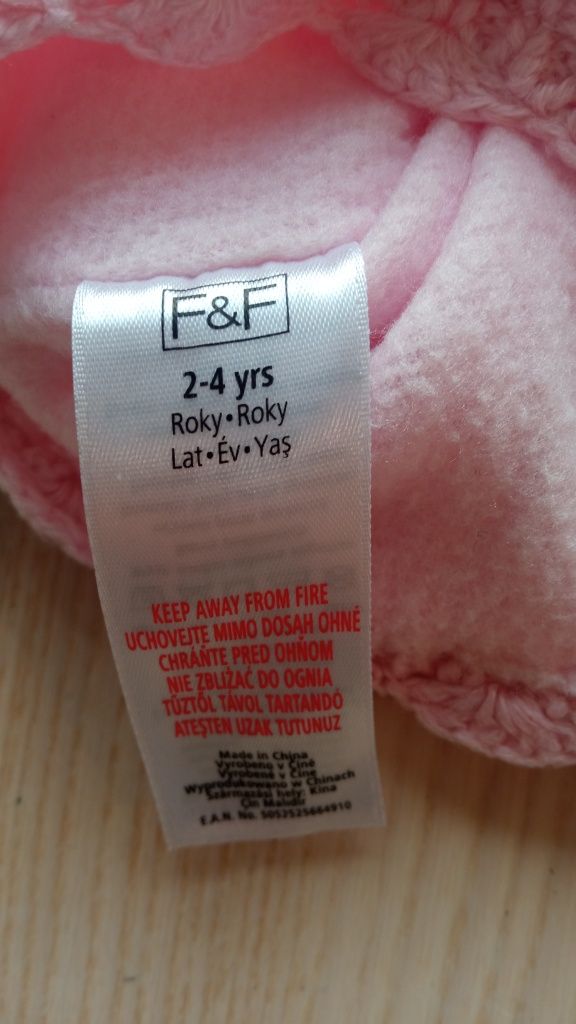 F&F
2-4 yrs
Roky•Roky
Lat•Év•Yaş
KEEP AWAY FROM FIRE
UCHOVEJTE MIMO DOSAH OHNĚ
CHRÁŇTE PRED OHŇOM
NIE ZBLIŻAĆ DO OGNIA
TŰZTŐL TÁVOL TARTANDÓ
ATEŞTEN UZAK TUTUNUZ
Made in China
Vyrobeno v Číně
Vyrobené v Číne
Wyprodukowano w Chinach
Származási hely: Kína
Çin Malıdır
E.A.N. No. 5052525664910